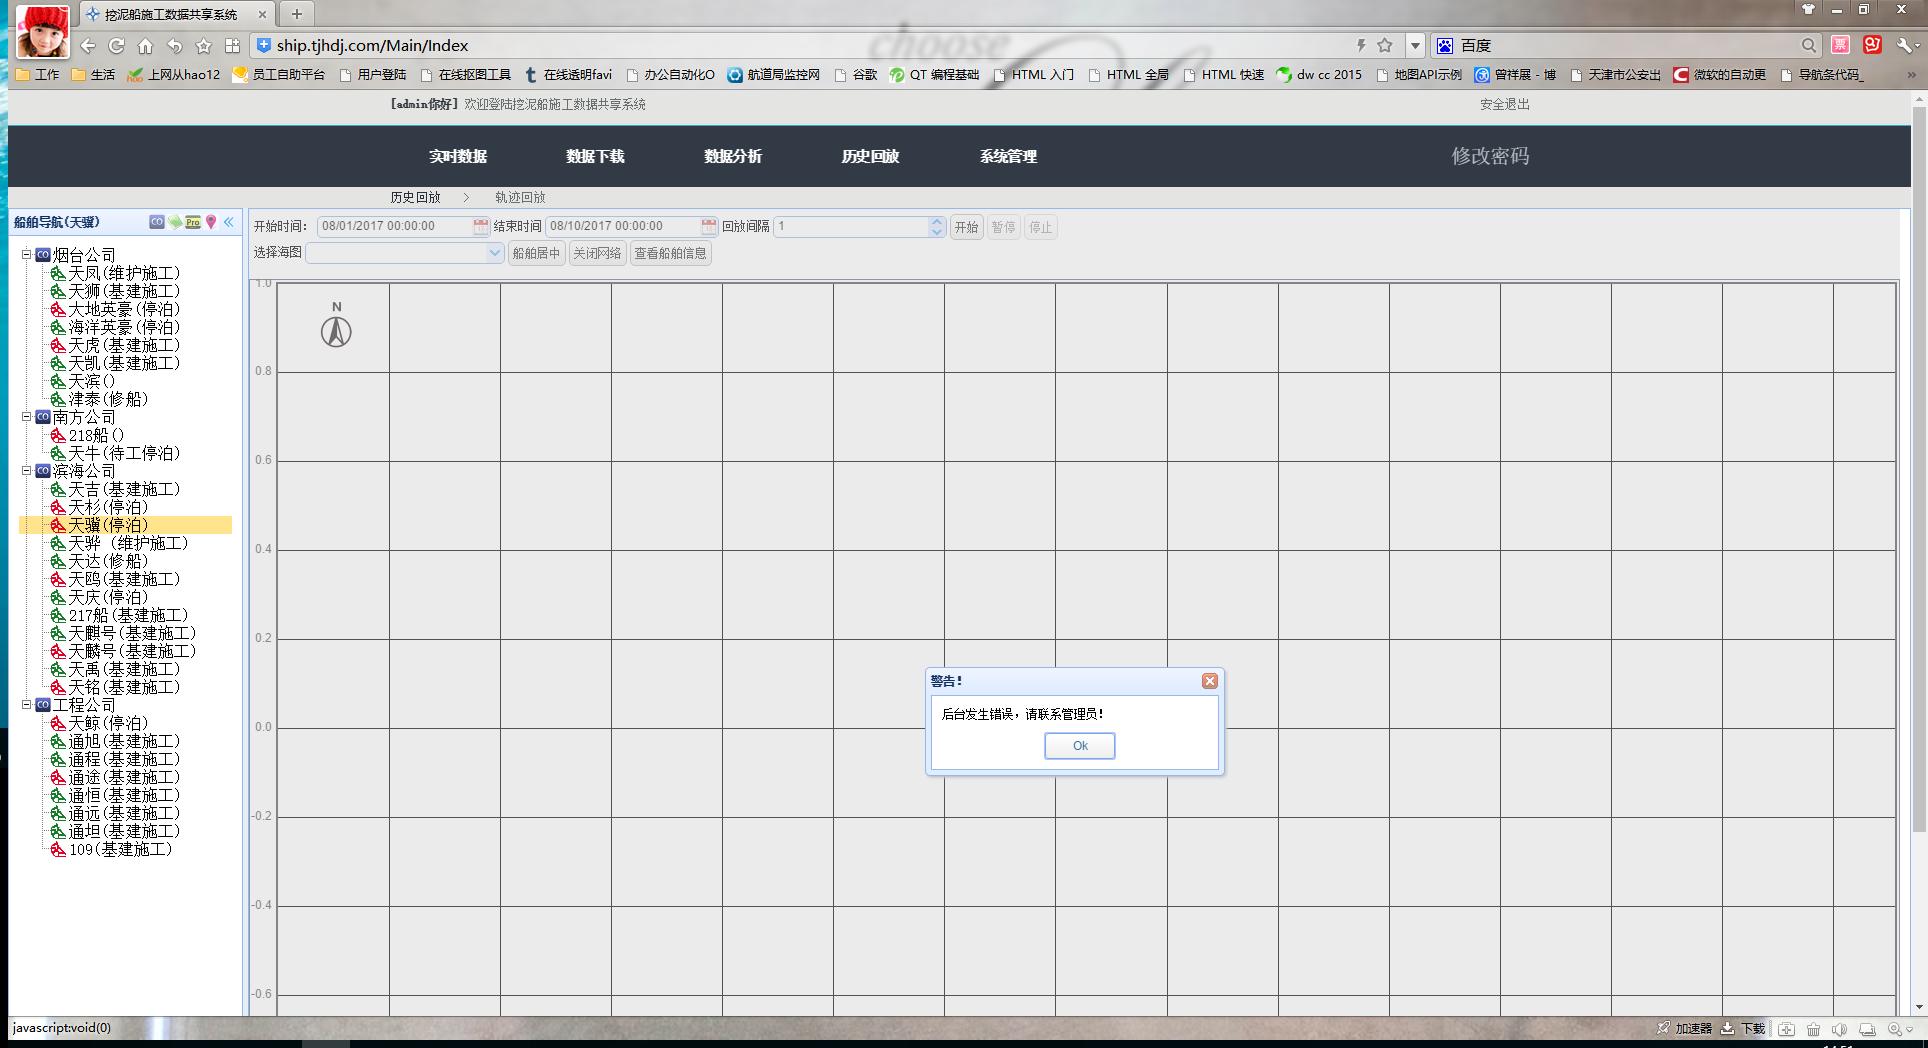 挖泥船施工数据共享系统
ship.tjhdj.com/Main/Index
百度
票
工作 生活 上网从hao12 员工自助平台 用户登陆 在线抠图工具 在线透明favi 办公自动化O 航道局监控网 谷歌 QT 编程基础 HTML 入门 HTML 全局 HTML 快速 dw cc 2015 地图API示例 曾祥展 - 博 天津市公安出 微软的自动更 导航条代码_
choose
[admin你好] 欢迎登陆挖泥船施工数据共享系统 安全退出
实时数据 数据下载 数据分析 历史回放 系统管理 修改密码
历史回放 > 轨迹回放
船舶导航(天骥) CO Pro «
开始时间: 08/01/2017 00:00:00 结束时间 08/10/2017 00:00:00 回放间隔 1 开始 暂停 停止
选择海图 船舶居中 关闭网络 查看船舶信息
CO 烟台公司
天凤(维护施工)
天狮(基建施工)
大地英豪(停泊)
海洋英豪(停泊)
天虎(基建施工)
天凯(基建施工)
天滨()
津泰(修船)
CO 南方公司
218船()
天牛(待工停泊)
CO 滨海公司
天吉(基建施工)
天杉(停泊)
天骥(停泊)
天骅 (维护施工)
天达(修船)
天鸥(基建施工)
天庆(停泊)
217船(基建施工)
天麒号(基建施工)
天麟号(基建施工)
天禹(基建施工)
天铭(基建施工)
CO 工程公司
天鲸(停泊)
通旭(基建施工)
通程(基建施工)
通途(基建施工)
通恒(基建施工)
通远(基建施工)
通坦(基建施工)
109(基建施工)
1.0
N
0.8
0.6
0.4
0.2
0.0
-0.2
-0.4
-0.6
警告!
后台发生错误，请联系管理员!
Ok
javascript:void(0)
加速器 下载
14:51